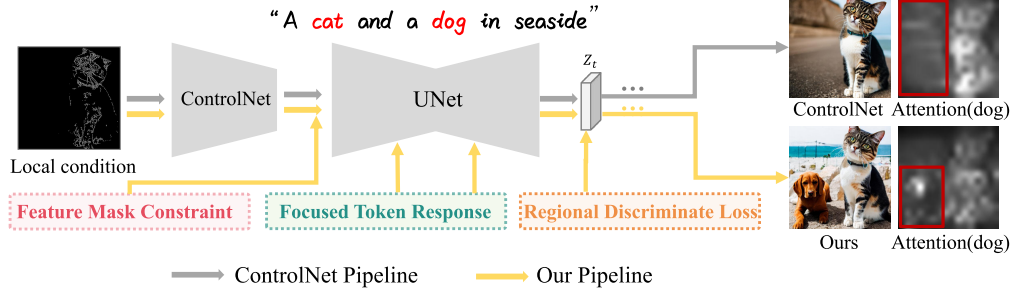 “A cat and a dog in seaside”
Z_t
ControlNet
UNet
...
...
ControlNet
Attention(dog)
Local condition
Feature Mask Constraint
Focused Token Response
Regional Discriminate Loss
Ours
Attention(dog)
ControlNet Pipeline
Our Pipeline